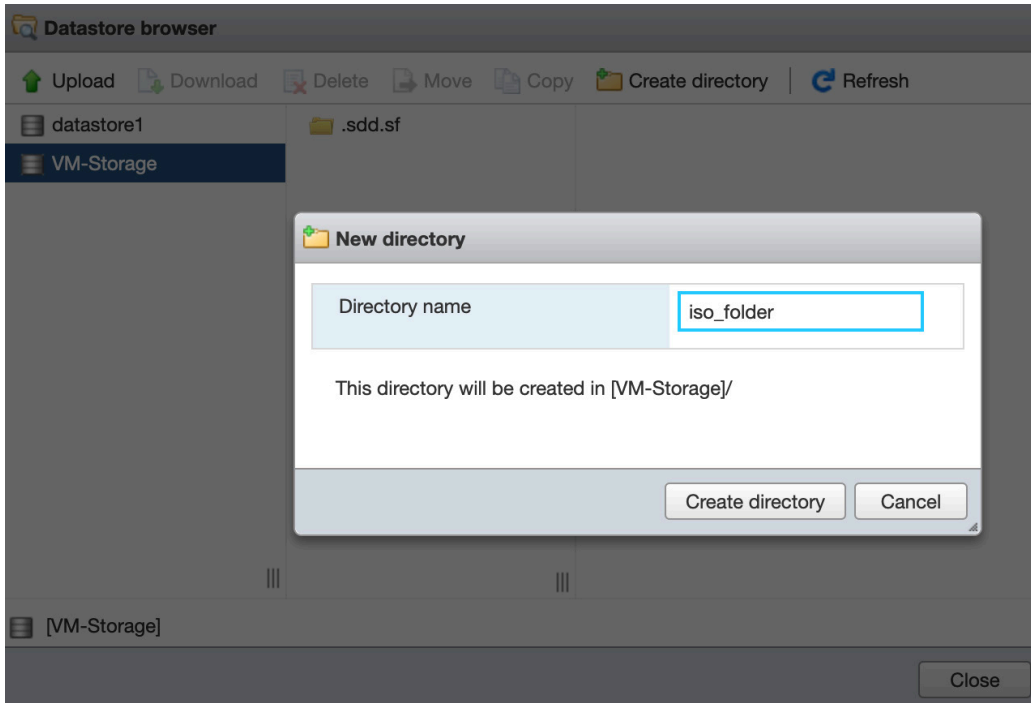 Datastore browser
Upload Download Delete Move Copy Create directory Refresh
datastore1
.sdd.sf
VM-Storage
New directory
Directory name
iso_folder
This directory will be created in [VM-Storage]/
Create directory
Cancel
[VM-Storage]
Close